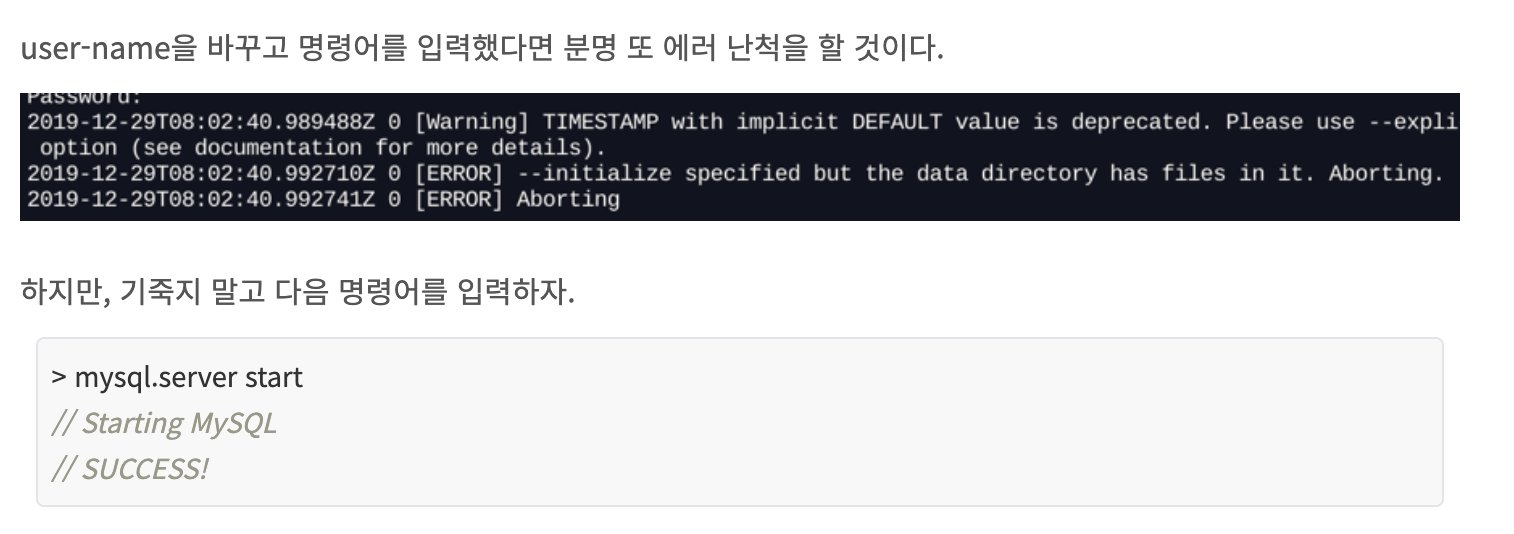 user-name을 바꾸고 명령어를 입력했다면 분명 또 에러 난척을 할 것이다.
Password:
2019-12-29T08:02:40.989488Z 0 [Warning] TIMESTAMP with implicit DEFAULT value is deprecated. Please use --expli
option (see documentation for more details).
2019-12-29T08:02:40.992710Z 0 [ERROR] --initialize specified but the data directory has files in it. Aborting.
2019-12-29T08:02:40.992741Z 0 [ERROR] Aborting
하지만, 기죽지 말고 다음 명령어를 입력하자.
> mysql.server start
// Starting MySQL
// SUCCESS!